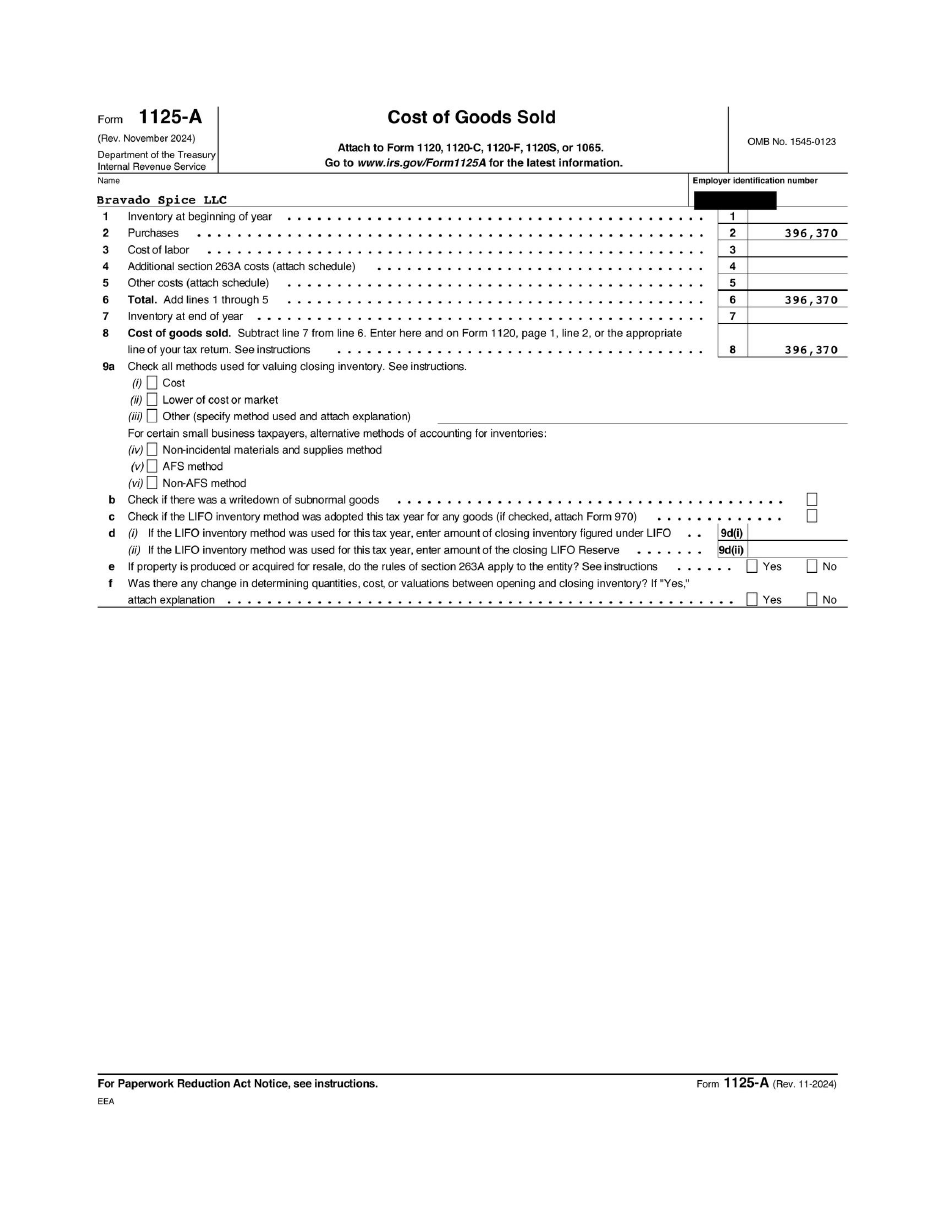 Form 1125-A
(Rev. November 2024)
Department of the Treasury
Internal Revenue Service
Cost of Goods Sold
Attach to Form 1120, 1120-C, 1120-F, 1120S, or 1065.
Go to www.irs.gov/Form1125A for the latest information.
OMB No. 1545-0123
Name
Employer identification number
Bravado Spice LLC
1 Inventory at beginning of year 1
2 Purchases 2 396,370
3 Cost of labor 3
4 Additional section 263A costs (attach schedule) 4
5 Other costs (attach schedule) 5
6 Total. Add lines 1 through 5 6 396,370
7 Inventory at end of year 7
8 Cost of goods sold. Subtract line 7 from line 6. Enter here and on Form 1120, page 1, line 2, or the appropriate
line of your tax return. See instructions 8 396,370
9a Check all methods used for valuing closing inventory. See instructions.
(i) Cost
(ii) Lower of cost or market
(iii) Other (specify method used and attach explanation)
For certain small business taxpayers, alternative methods of accounting for inventories:
(iv) Non-incidental materials and supplies method
(v) AFS method
(vi) Non-AFS method
b Check if there was a writedown of subnormal goods
c Check if the LIFO inventory method was adopted this tax year for any goods (if checked, attach Form 970)
d (i) If the LIFO inventory method was used for this tax year, enter amount of closing inventory figured under LIFO 9d(i)
(ii) If the LIFO inventory method was used for this tax year, enter amount of the closing LIFO Reserve 9d(ii)
e If property is produced or acquired for resale, do the rules of section 263A apply to the entity? See instructions Yes No
f Was there any change in determining quantities, cost, or valuations between opening and closing inventory? If "Yes,"
attach explanation Yes No
For Paperwork Reduction Act Notice, see instructions.
Form 1125-A (Rev. 11-2024)
EEA